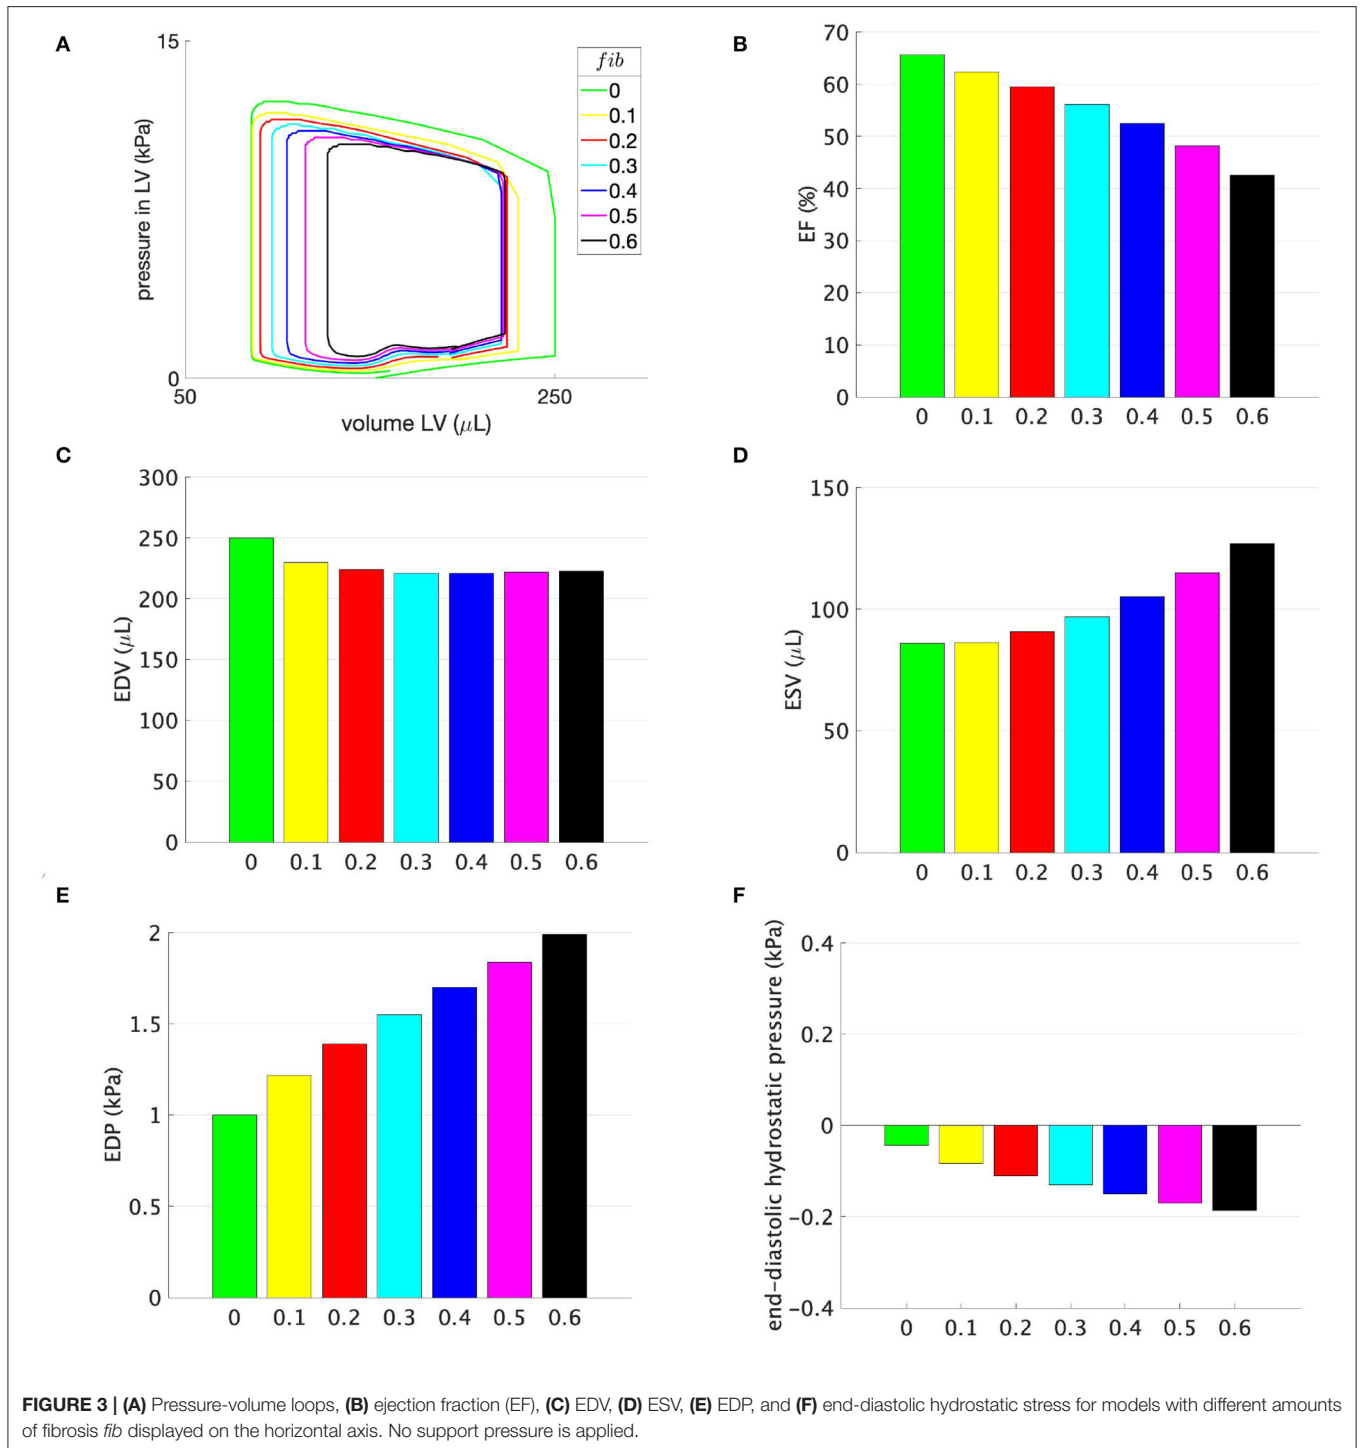 A
15
pressure in LV (kPa)
0
50
250
volume LV (μL)
fib
0
0.1
0.2
0.3
0.4
0.5
0.6
B
70
60
50
40
30
20
10
0
EF (%)
0 0.1 0.2 0.3 0.4 0.5 0.6
C
300
250
200
150
100
50
0
EDV (μL)
0 0.1 0.2 0.3 0.4 0.5 0.6
D
150
100
50
0
ESV (μL)
0 0.1 0.2 0.3 0.4 0.5 0.6
E
2
1.5
1
0.5
0
EDP (kPa)
0 0.1 0.2 0.3 0.4 0.5 0.6
F
0.4
0.2
0
−0.2
−0.4
end−diastolic hydrostatic pressure (kPa)
0 0.1 0.2 0.3 0.4 0.5 0.6
FIGURE 3 | (A) Pressure-volume loops, (B) ejection fraction (EF), (C) EDV, (D) ESV, (E) EDP, and (F) end-diastolic hydrostatic stress for models with different amounts
of fibrosis fib displayed on the horizontal axis. No support pressure is applied.